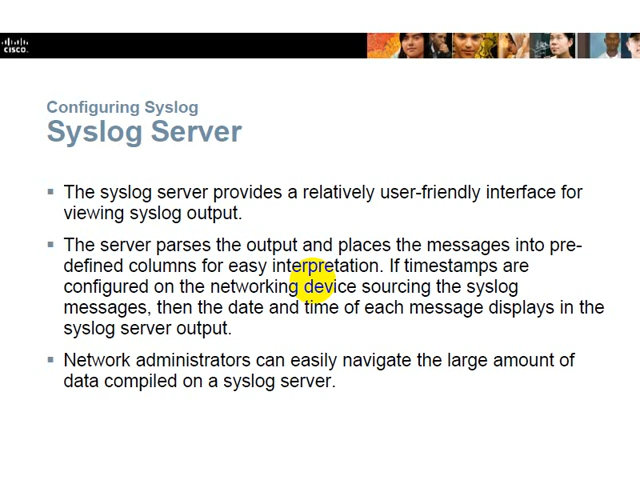 CISCO.
Configuring Syslog
Syslog Server
▪ The syslog server provides a relatively user-friendly interface for
viewing syslog output.
▪ The server parses the output and places the messages into pre-
defined columns for easy interpretation. If timestamps are
configured on the networking device sourcing the syslog
messages, then the date and time of each message displays in the
syslog server output.
▪ Network administrators can easily navigate the large amount of
data compiled on a syslog server.